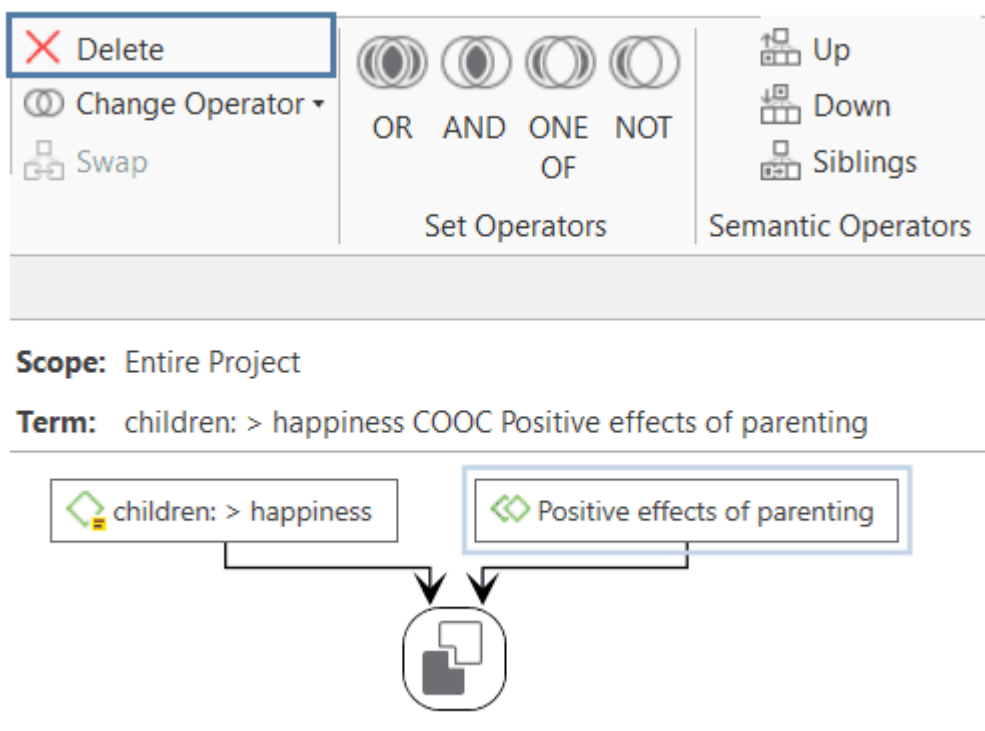 Delete
Change Operator
Swap
OR AND ONE OF NOT
Set Operators
Up
Down
Siblings
Semantic Operators
Scope: Entire Project
Term: children: > happiness COOC Positive effects of parenting
children: > happiness
Positive effects of parenting